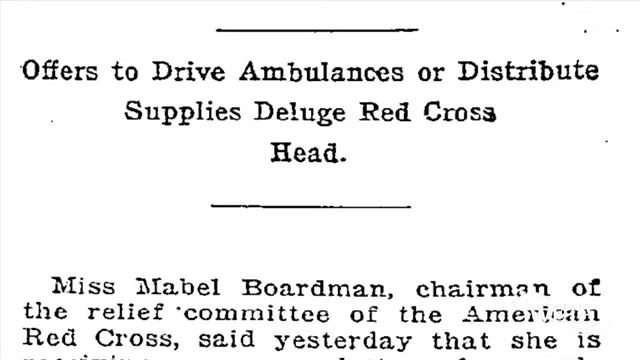 Offers to Drive Ambulances or Distribute
Supplies Deluge Red Cross
Head.
Miss Mabel Boardman, chairman of
the relief committee of the American
Red Cross, said yesterday that she is